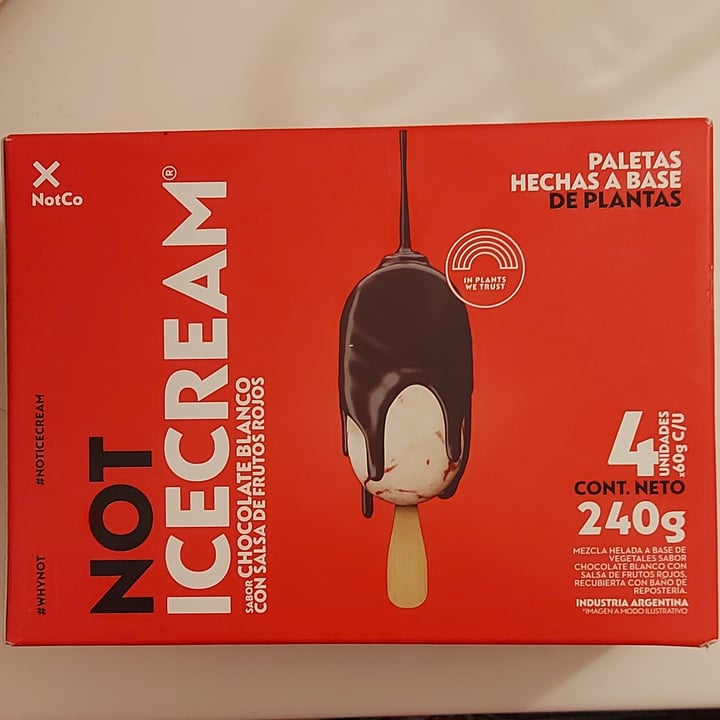 NotCo
#WHYNOT
#NOTICECREAM
NOT
ICECREAM®
SABOR CHOCOLATE BLANCO
CON SALSA DE FRUTOS ROJOS
IN PLANTS
WE TRUST
PALETAS
HECHAS A BASE
DE PLANTAS
4
UNIDADES
x60g C/U
CONT. NETO
240g
MEZCLA HELADA A BASE DE
VEGETALES SABOR
CHOCOLATE BLANCO CON
SALSA DE FRUTOS ROJOS,
RECUBIERTA CON BAÑO DE
REPOSTERÍA.
INDUSTRIA ARGENTINA
*IMAGEN A MODO ILUSTRATIVO